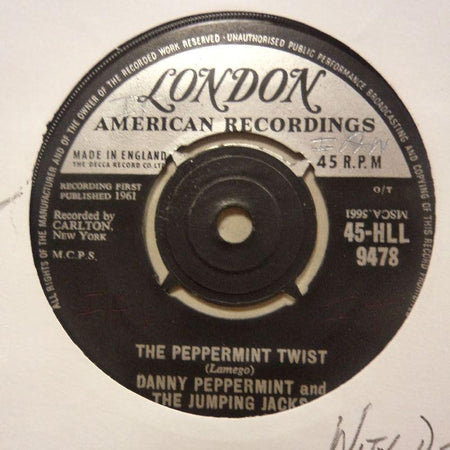 ALL RIGHTS OF THE MANUFACTURER AND OF THE OWNER OF THE RECORDED WORK RESERVED · UNAUTHORISED PUBLIC PERFORMANCE BROADCASTING AND COPYING OF THIS RECORD
LONDON
AMERICAN RECORDINGS
MADE IN ENGLAND
THE DECCA RECORD CO. LTD
45 R.P.M
RECORDING FIRST
PUBLISHED 1961
O/T
Recorded by
CARLTON,
New York
MSCA.5661
45-HLL
9478
M.C.P.S,
THE PEPPERMINT TWIST
(Lamego)
DANNY PEPPERMINT and
THE JUMPING JACKS